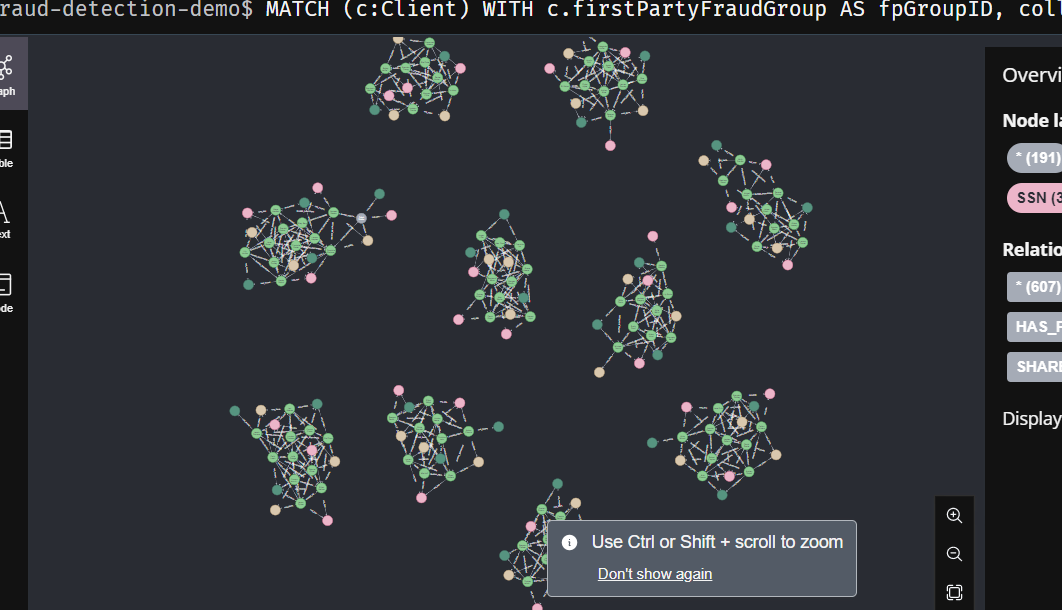 raud-detection-demo$ MATCH (c:Client) WITH c.firstPartyFraudGroup AS fpGroupID, coll
aph
ble
ext
ode
Overvi
Node la
* (191)
SSN (3
Relatio
* (607)
HAS_F
SHARE
Display
Use Ctrl or Shift + scroll to zoom
Don't show again